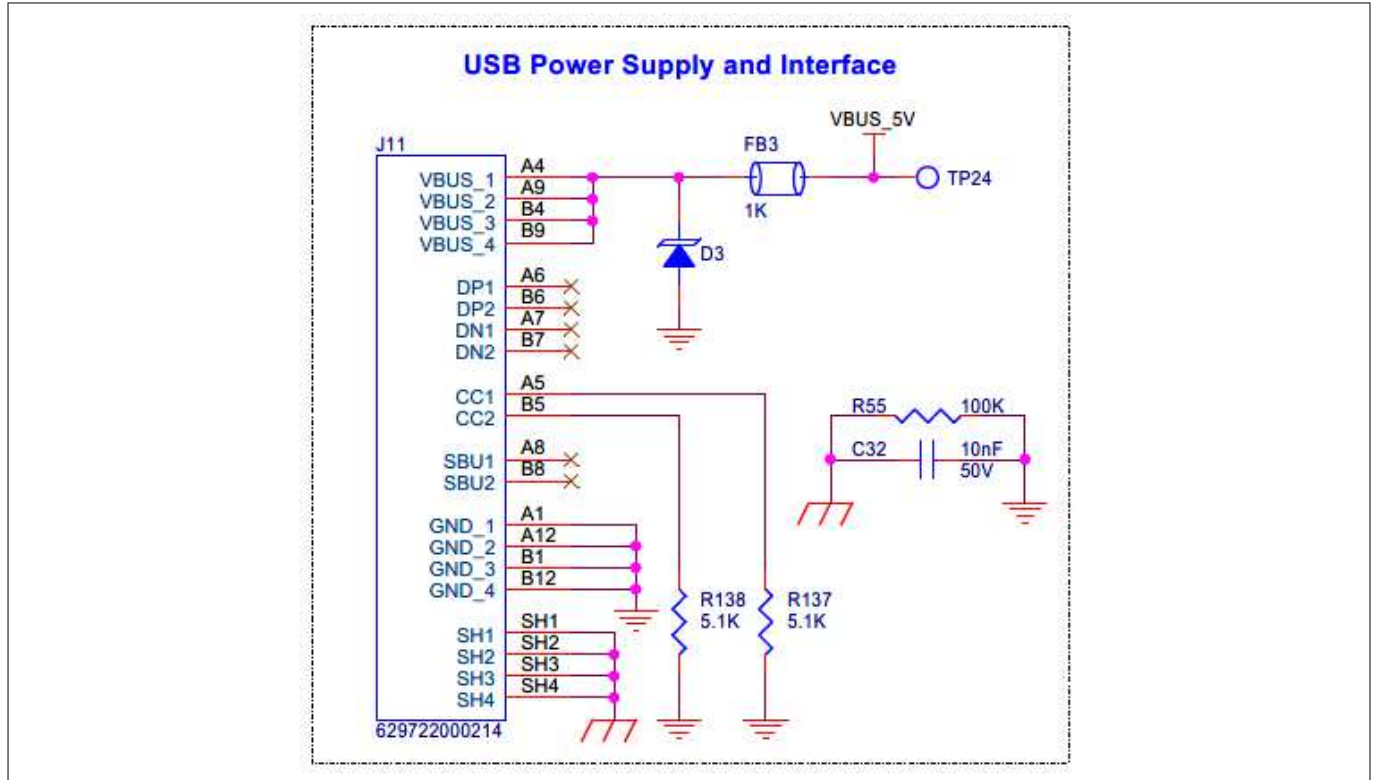 USB Power Supply and Interface
VBUS_5V
J11
FB3
VBUS_1 A4
TP24
VBUS_2 A9
VBUS_3 B4
1K
VBUS_4 B9
D3
DP1 A6
DP2 B6
DN1 A7
DN2 B7
CC1 A5
CC2 B5
R55 100K
C32 10nF
50V
SBU1 A8
SBU2 B8
GND_1 A1
GND_2 A12
GND_3 B1
GND_4 B12
R138 R137
5.1K 5.1K
SH1 SH1
SH2 SH2
SH3 SH3
SH4 SH4
629722000214